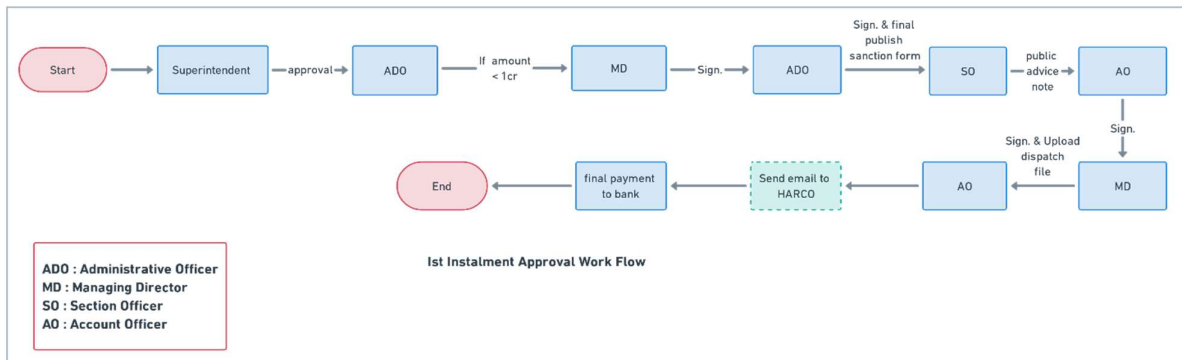 Start
Superintendent
approval
ADO
If amount
< 1cr
MD
Sign.
ADO
Sign. & final
publish
sanction form
SO
public
advice
note
AO
Sign.
MD
Sign. & Upload
dispatch
file
AO
Send email to
HARCO
final payment
to bank
End
Ist Instalment Approval Work Flow
ADO : Administrative Officer
MD : Managing Director
SO : Section Officer
AO : Account Officer